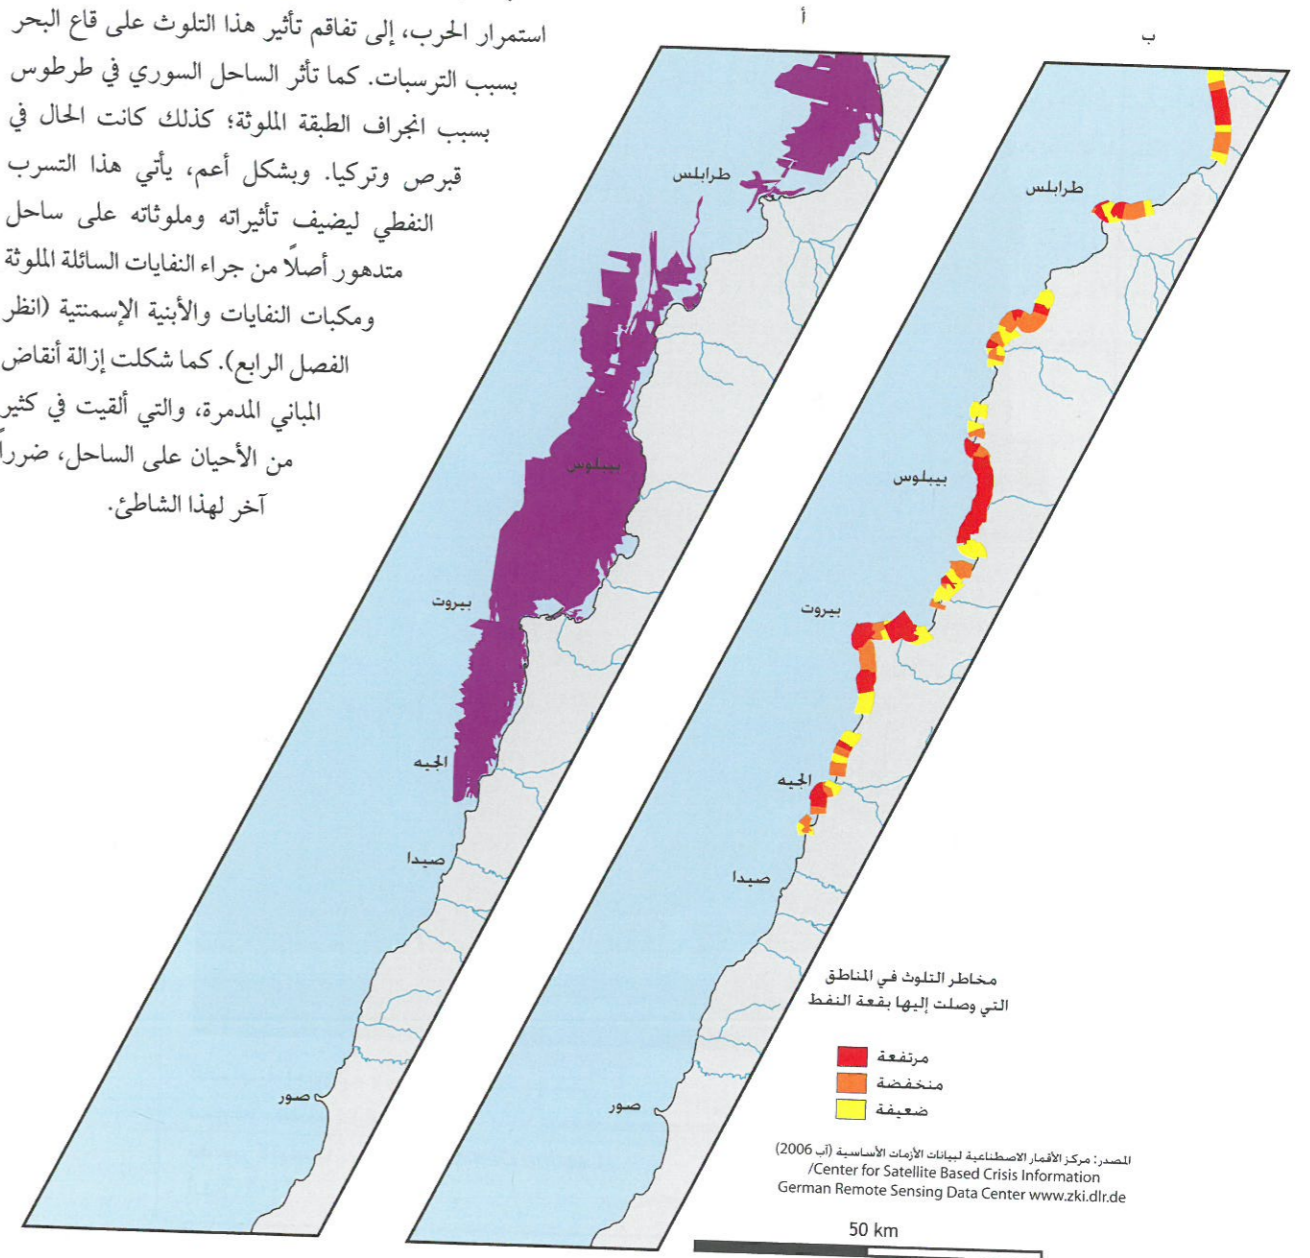 استمرار الحرب، إلى تفاقم تأثير هذا التلوث على قاع البحر
بسبب الترسبات. كما تأثر الساحل السوري في طرطوس
بسبب انجراف الطبقة الملوثة؛ كذلك كانت الحال في
قبرص وتركيا. وبشكل أعم، يأتي هذا التسرب
النفطي ليضيف تأثيراته وملوثاته على ساحل
متدهور أصلًا من جراء النفايات السائلة الملوثة
ومكبات النفايات والأبنية الإسمنتية (انظر
الفصل الرابع). كما شكلت إزالة أنقاض
المباني المدمرة، والتي ألقيت في كثير
من الأحيان على الساحل، ضرراً
آخر لهذا الشاطئ.
أ
طرابلس
بيبلوس
بيروت
الجيه
صيدا
صور
ب
طرابلس
بيبلوس
بيروت
الجيه
صيدا
صور
مخاطر التلوث في المناطق
التي وصلت إليها بقعة النفط
مرتفعة
منخفضة
ضعيفة
المصدر: مركز الأقمار الاصطناعية لبيانات الأزمات الأساسية (آب 2006)
/Center for Satellite Based Crisis Information
German Remote Sensing Data Center www.zki.dlr.de
50 km